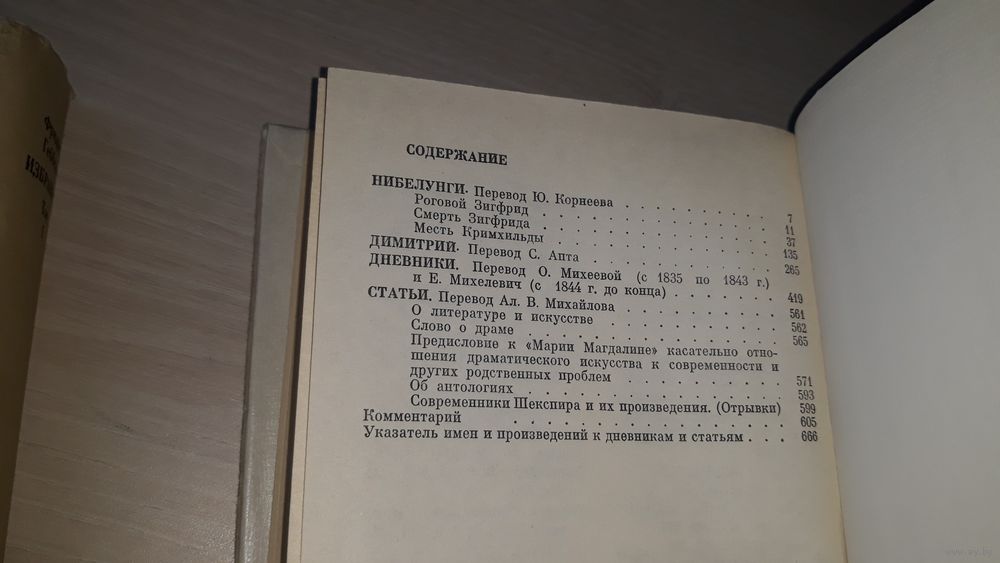 СОДЕРЖАНИЕ
НИБЕЛУНГИ. Перевод Ю. Корнеева . . . . . . . . . 7
Роговой Зигфрид . . . . . . . . . . . . . 11
Смерть Зигфрида . . . . . . . . . . . . . 37
Месть Кримхильды . . . . . . . . . . . . 135
ДИМИТРИЙ. Перевод С. Апта . . . . . . . . . . 265
ДНЕВНИКИ. Перевод О. Михеевой (с 1835 по 1843 г.)
и Е. Михелевич (с 1844 г. до конца) . . . . . . . 419
СТАТЬИ. Перевод Ал. В. Михайлова . . . . . . . . 561
О литературе и искусстве . . . . . . . . . . 562
Слово о драме . . . . . . . . . . . . . . 565
Предисловие к «Марии Магдалине» касательно отно-
шения драматического искусства к современности и
других родственных проблем . . . . . . . . . 571
Об антологиях . . . . . . . . . . . . . . 593
Современники Шекспира и их произведения. (Отрывки) 599
Комментарий . . . . . . . . . . . . . . . 605
Указатель имен и произведений к дневникам и статьям . . . 666
www.ay.by